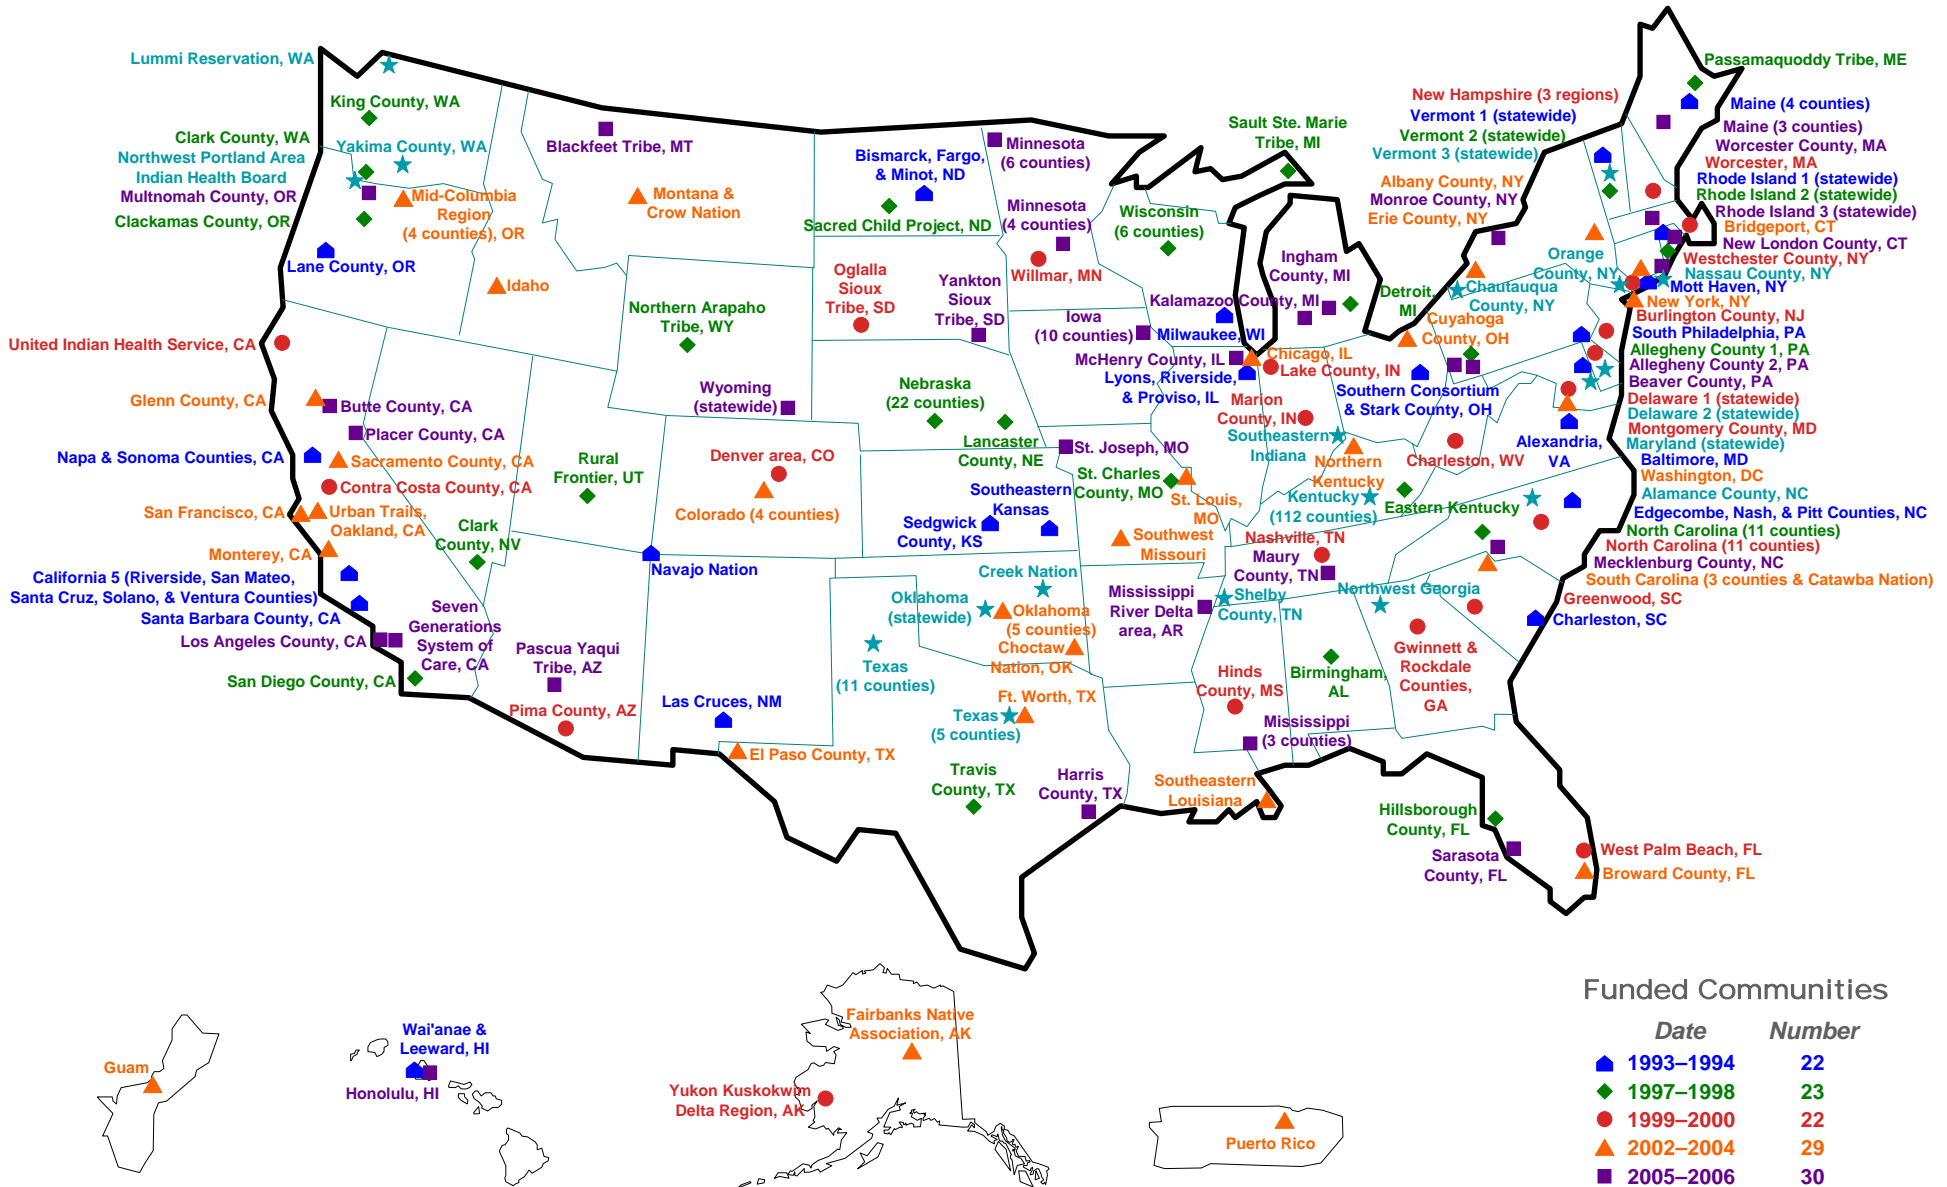 Lummi Reservation, WA
King County, WA
Clark County, WA
Northwest Portland Area
Indian Health Board
Yakima County, WA
Multnomah County, OR
Clackamas County, OR
Mid-Columbia
Region
(4 counties), OR
Lane County, OR
Idaho
Blackfeet Tribe, MT
Montana &
Crow Nation
Bismarck, Fargo,
& Minot, ND
Sacred Child Project, ND
Minnesota
(6 counties)
Minnesota
(4 counties)
Willmar, MN
Oglalla
Sioux
Tribe, SD
Yankton
Sioux
Tribe, SD
Northern Arapaho
Tribe, WY
Wyoming
(statewide)
Nebraska
(22 counties)
Lancaster
County, NE
Iowa
(10 counties)
Wisconsin
(6 counties)
Sault Ste. Marie
Tribe, MI
Ingham
County, MI
Kalamazoo County, MI
Detroit,
MI
Milwaukee, WI
McHenry County, IL
Lyons, Riverside,
& Proviso, IL
Chicago, IL
Lake County, IN
Marion
County, IN
Southeastern
Indiana
Cuyahoga
County, OH
Southern Consortium
& Stark County, OH
Northern
Kentucky
Kentucky
(112 counties)
Eastern Kentucky
Charleston, WV
Alexandria,
VA
New Hampshire (3 regions)
Vermont 1 (statewide)
Vermont 2 (statewide)
Vermont 3 (statewide)
Albany County, NY
Monroe County, NY
Erie County, NY
Orange
County, NY
Chautauqua
County, NY
Passamaquoddy Tribe, ME
Maine (4 counties)
Maine (3 counties)
Worcester County, MA
Worcester, MA
Rhode Island 1 (statewide)
Rhode Island 2 (statewide)
Rhode Island 3 (statewide)
Bridgeport, CT
New London County, CT
Westchester County, NY
Nassau County, NY
Mott Haven, NY
New York, NY
Burlington County, NJ
South Philadelphia, PA
Allegheny County 1, PA
Allegheny County 2, PA
Beaver County, PA
Delaware 1 (statewide)
Delaware 2 (statewide)
Montgomery County, MD
Maryland (statewide)
Baltimore, MD
Washington, DC
Alamance County, NC
Edgecombe, Nash, & Pitt Counties, NC
North Carolina (11 counties)
North Carolina (11 counties)
Mecklenburg County, NC
South Carolina (3 counties & Catawba Nation)
Greenwood, SC
Charleston, SC
United Indian Health Service, CA
Glenn County, CA
Butte County, CA
Placer County, CA
Napa & Sonoma Counties, CA
Sacramento County, CA
Contra Costa County, CA
San Francisco, CA
Urban Trails,
Oakland, CA
Monterey, CA
California 5 (Riverside, San Mateo,
Santa Cruz, Solano, & Ventura Counties)
Santa Barbara County, CA
Los Angeles County, CA
Seven
Generations
System of
Care, CA
San Diego County, CA
Clark
County, NV
Rural
Frontier, UT
Denver area, CO
Colorado (4 counties)
Navajo Nation
Pascua Yaqui
Tribe, AZ
Pima County, AZ
Las Cruces, NM
El Paso County, TX
St. Joseph, MO
St. Charles
County, MO
St. Louis,
MO
Southwest
Missouri
Southeastern
Kansas
Sedgwick
County, KS
Creek Nation
Oklahoma
(statewide)
Oklahoma
(5 counties)
Choctaw
Nation, OK
Texas
(11 counties)
Ft. Worth, TX
Texas
(5 counties)
Travis
County, TX
Harris
County, TX
Mississippi
River Delta
area, AR
Nashville, TN
Maury
County, TN
Shelby
County, TN
Northwest Georgia
Gwinnett &
Rockdale
Counties,
GA
Birmingham,
AL
Hinds
County, MS
Mississippi
(3 counties)
Southeastern
Louisiana
Hillsborough
County, FL
Sarasota
County, FL
West Palm Beach, FL
Broward County, FL
Guam
Wai'anae &
Leeward, HI
Honolulu, HI
Fairbanks Native
Association, AK
Yukon Kuskokwim
Delta Region, AK
Puerto Rico
Funded Communities
Date Number
1993–1994 22
1997–1998 23
1999–2000 22
2002–2004 29
2005–2006 30